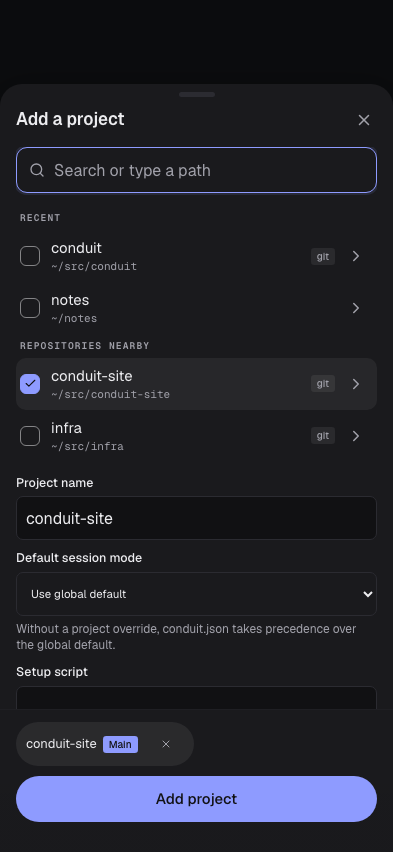 Add a project
Search or type a path
RECENT
conduit
~/src/conduit
git
notes
~/notes
REPOSITORIES NEARBY
conduit-site
~/src/conduit-site
git
infra
~/src/infra
git
Project name
conduit-site
Default session mode
Use global default
Without a project override, conduit.json takes precedence over
the global default.
Setup script
conduit-site Main
Add project